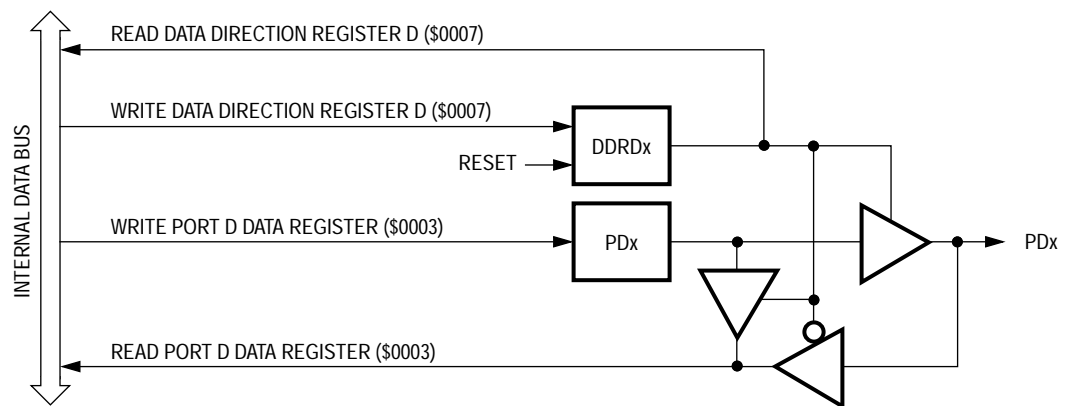 READ DATA DIRECTION REGISTER D ($0007)
WRITE DATA DIRECTION REGISTER D ($0007)
DDRDx
RESET
INTERNAL DATA BUS
WRITE PORT D DATA REGISTER ($0003)
PDx
PDx
READ PORT D DATA REGISTER ($0003)